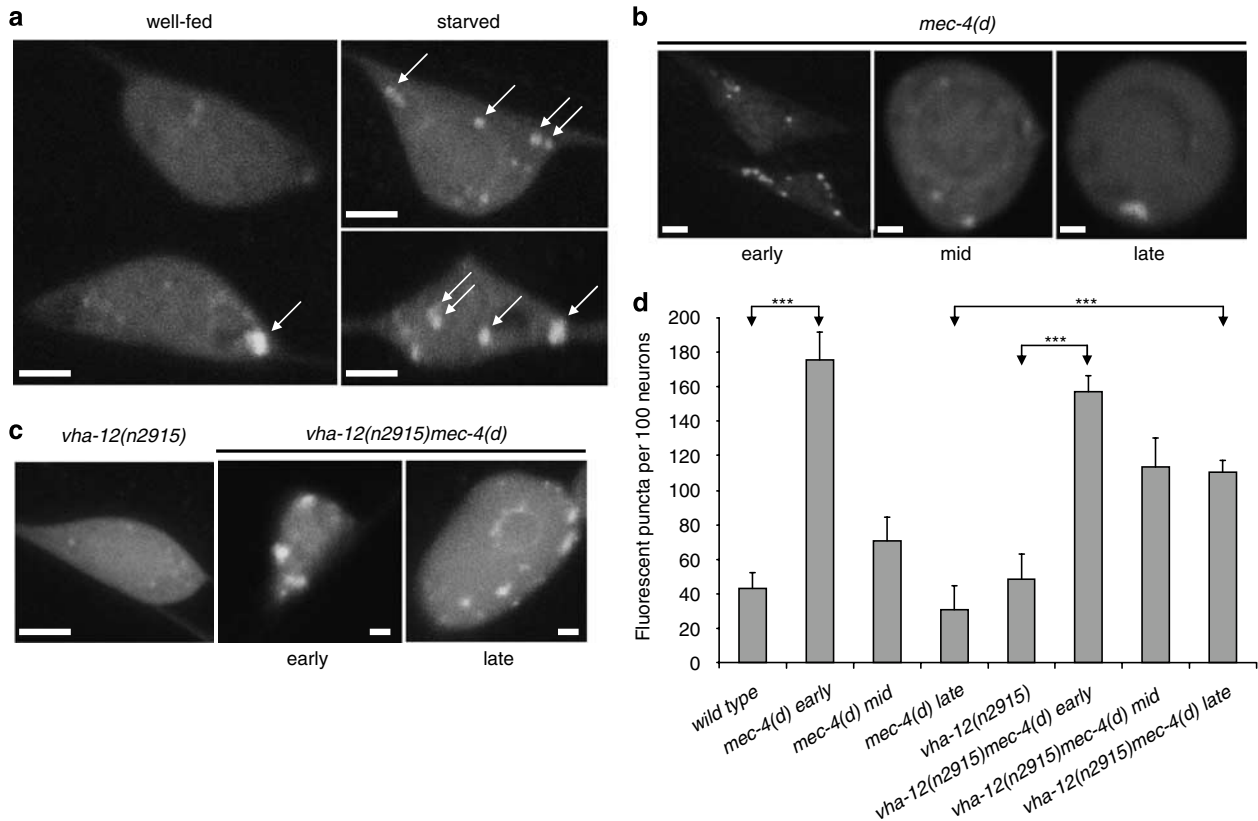 a
well-fed
starved
b
mec-4(d)
early
mid
late
c
vha-12(n2915)
vha-12(n2915)mec-4(d)
early
late
d
***
***
***
Fluorescent puncta per 100 neurons
200
180
160
140
120
100
80
60
40
20
0
wild type
mec-4(d) early
mec-4(d) mid
mec-4(d) late
vha-12(n2915)
vha-12(n2915)mec-4(d) early
vha-12(n2915)mec-4(d) mid
vha-12(n2915)mec-4(d) late